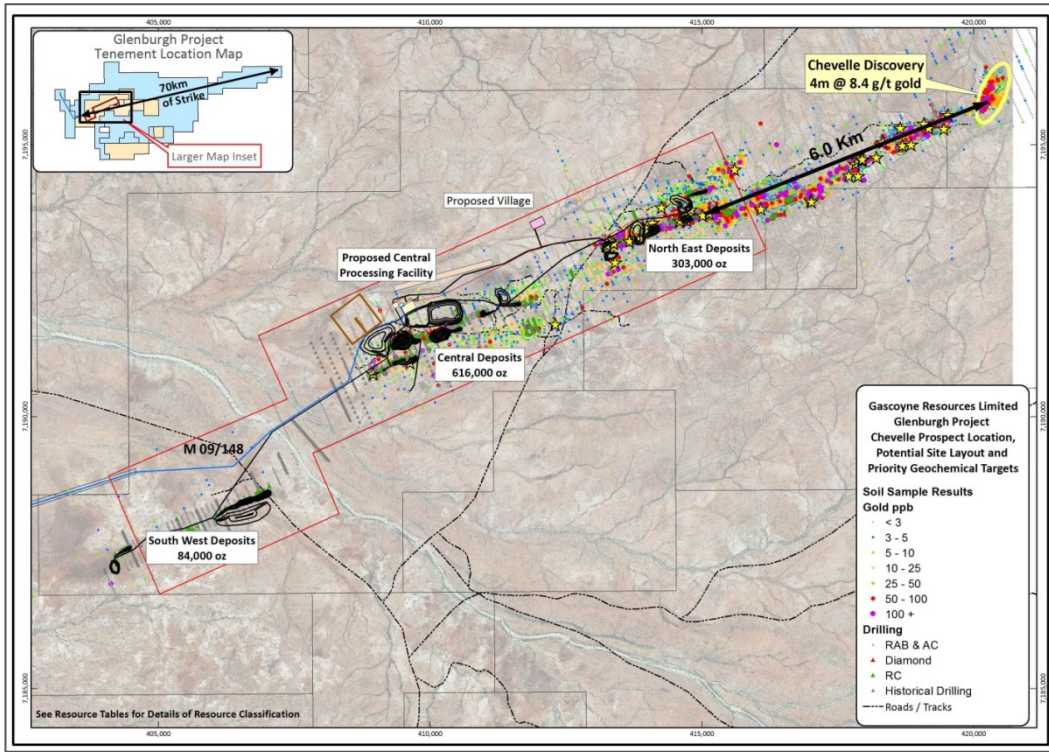 405,000
410,000
415,000
420,000
Glenburgh Project
Tenement Location Map
70km
of Strike
Larger Map Inset
Chevelle Discovery
4m @ 8.4 g/t gold
7,195,000
7,195,000
6.0 Km
Proposed Village
North East Deposits
303,000 oz
Proposed Central
Processing Facility
Central Deposits
616,000 oz
7,190,000
7,190,000
M 09/148
South West Deposits
84,000 oz
Gascoyne Resources Limited
Glenburgh Project
Chevelle Prospect Location,
Potential Site Layout and
Priority Geochemical Targets
Soil Sample Results
Gold ppb
< 3
3 - 5
5 - 10
10 - 25
25 - 50
50 - 100
100 +
Drilling
RAB & AC
Diamond
RC
Historical Drilling
Roads / Tracks
7,185,000
7,185,000
See Resource Tables for Details of Resource Classification
405,000
410,000
415,000
420,000